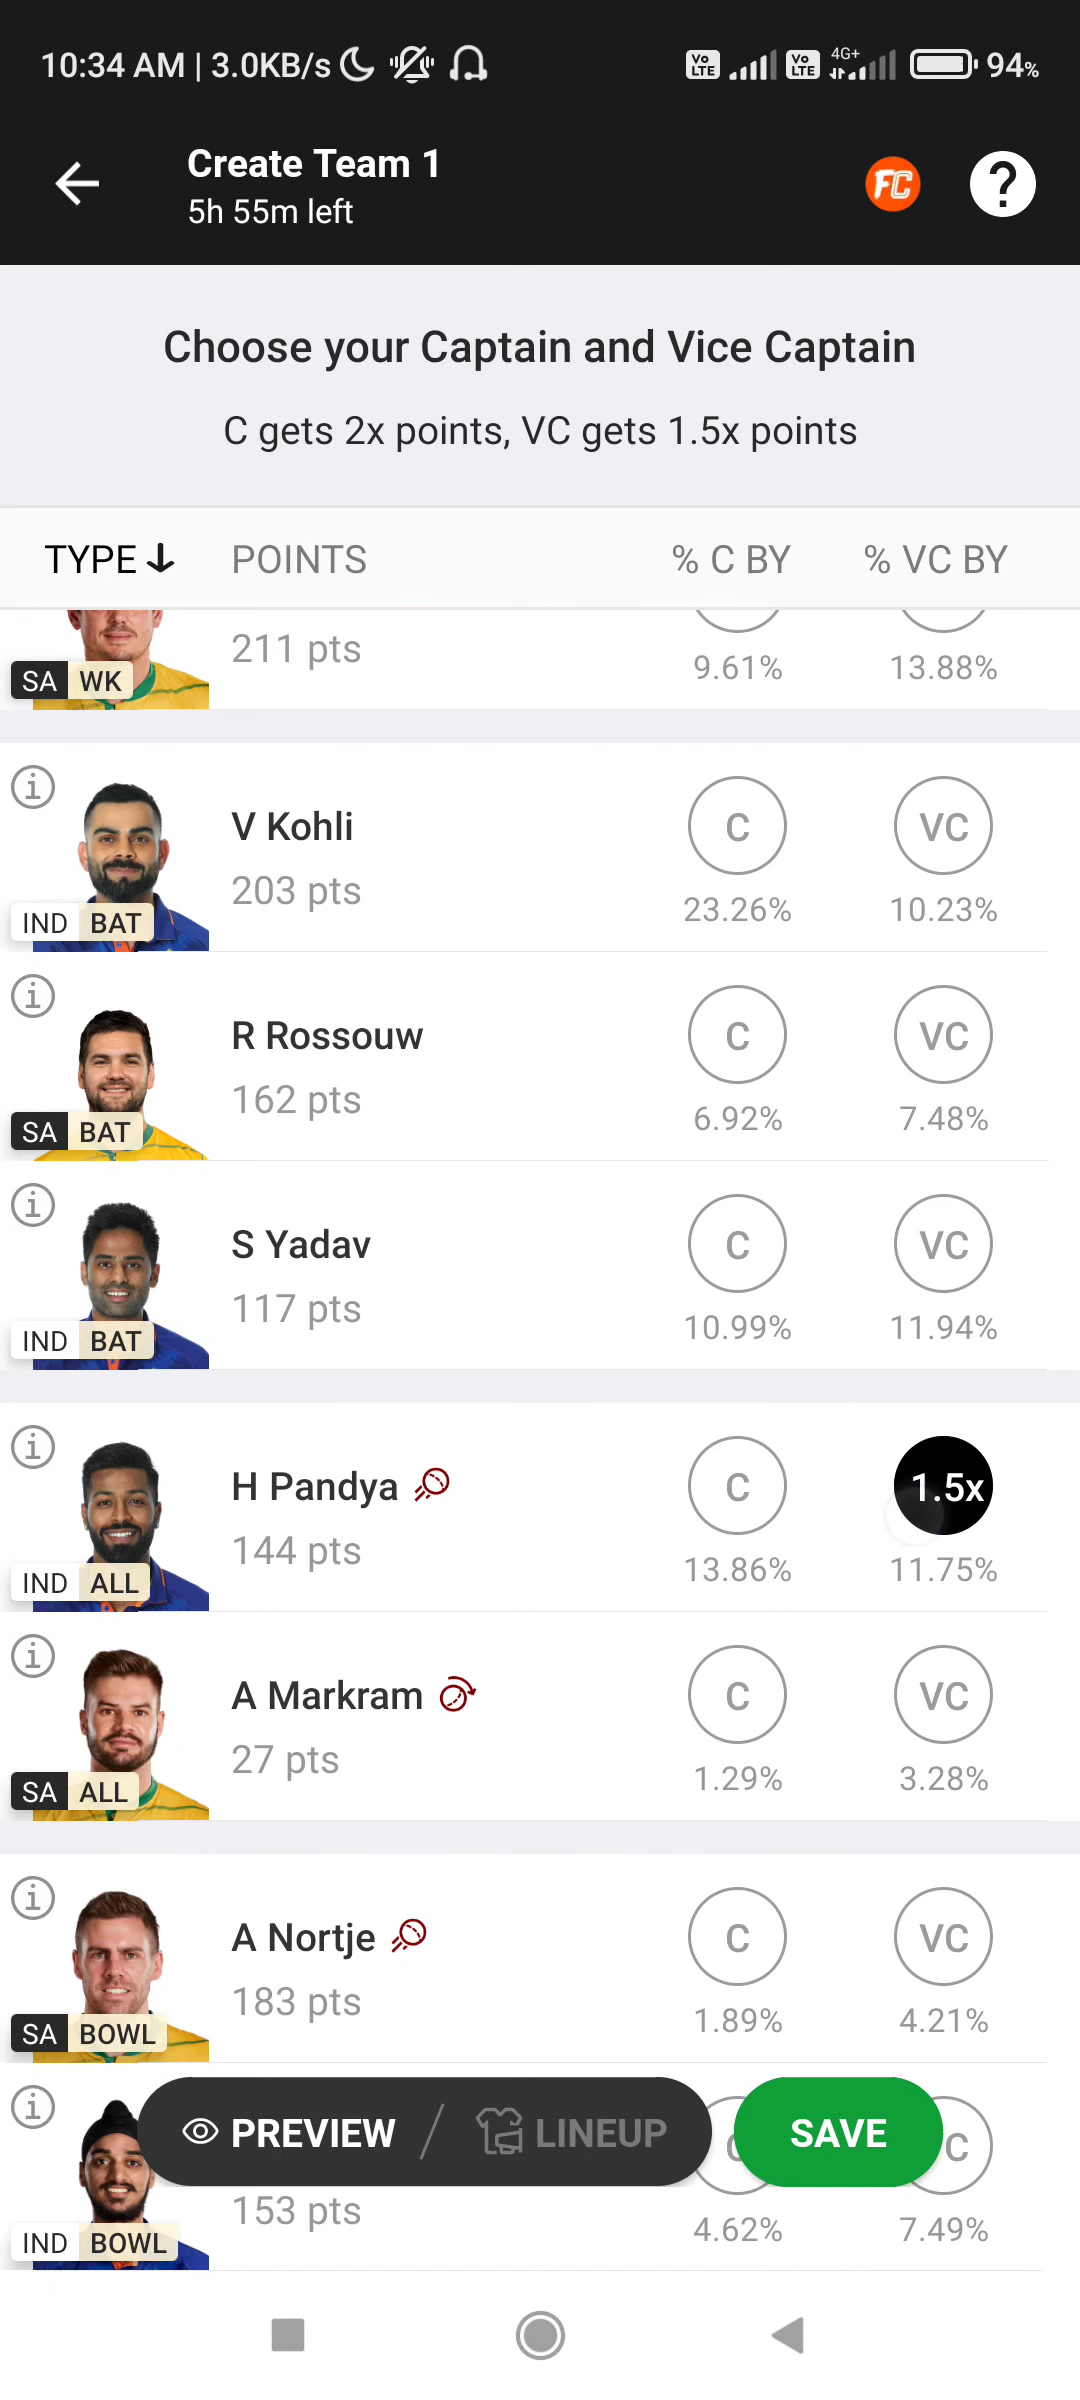 10:34 AM | 3.0KB/s
Vo LTE
Vo LTE
4G+
94%
Create Team 1
5h 55m left
FC
?
Choose your Captain and Vice Captain
C gets 2x points, VC gets 1.5x points
TYPE POINTS % C BY % VC BY
211 pts
9.61% 13.88%
SA WK
V Kohli C VC
203 pts 23.26% 10.23%
IND BAT
R Rossouw C VC
162 pts 6.92% 7.48%
SA BAT
S Yadav C VC
117 pts 10.99% 11.94%
IND BAT
H Pandya C 1.5x
144 pts 13.86% 11.75%
IND ALL
A Markram C VC
27 pts 1.29% 3.28%
SA ALL
A Nortje C VC
183 pts 1.89% 4.21%
SA BOWL
PREVIEW / LINEUP SAVE
153 pts 4.62% 7.49%
IND BOWL